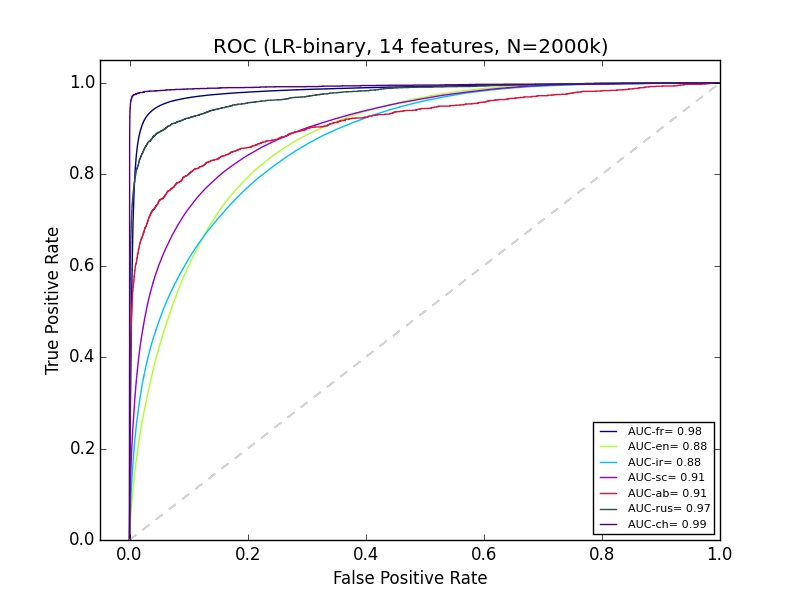 ROC (LR-binary, 14 features, N=2000k)
1.0
0.8
0.6
0.4
0.2
0.0
True Positive Rate
0.0 0.2 0.4 0.6 0.8 1.0
False Positive Rate
AUC-fr= 0.98
AUC-en= 0.88
AUC-ir= 0.88
AUC-sc= 0.91
AUC-ab= 0.91
AUC-rus= 0.97
AUC-ch= 0.99